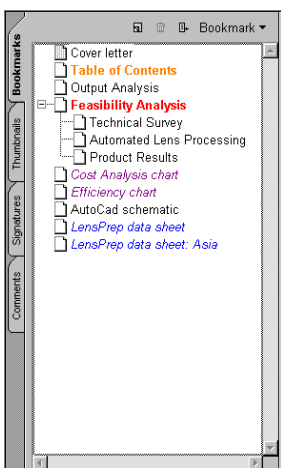 Bookmark
Bookmarks
Thumbnails
Signatures
Comments
Cover letter
Table of Contents
Output Analysis
Feasibility Analysis
Technical Survey
Automated Lens Processing
Product Results
Cost Analysis chart
Efficiency chart
AutoCad schematic
LensPrep data sheet
LensPrep data sheet: Asia